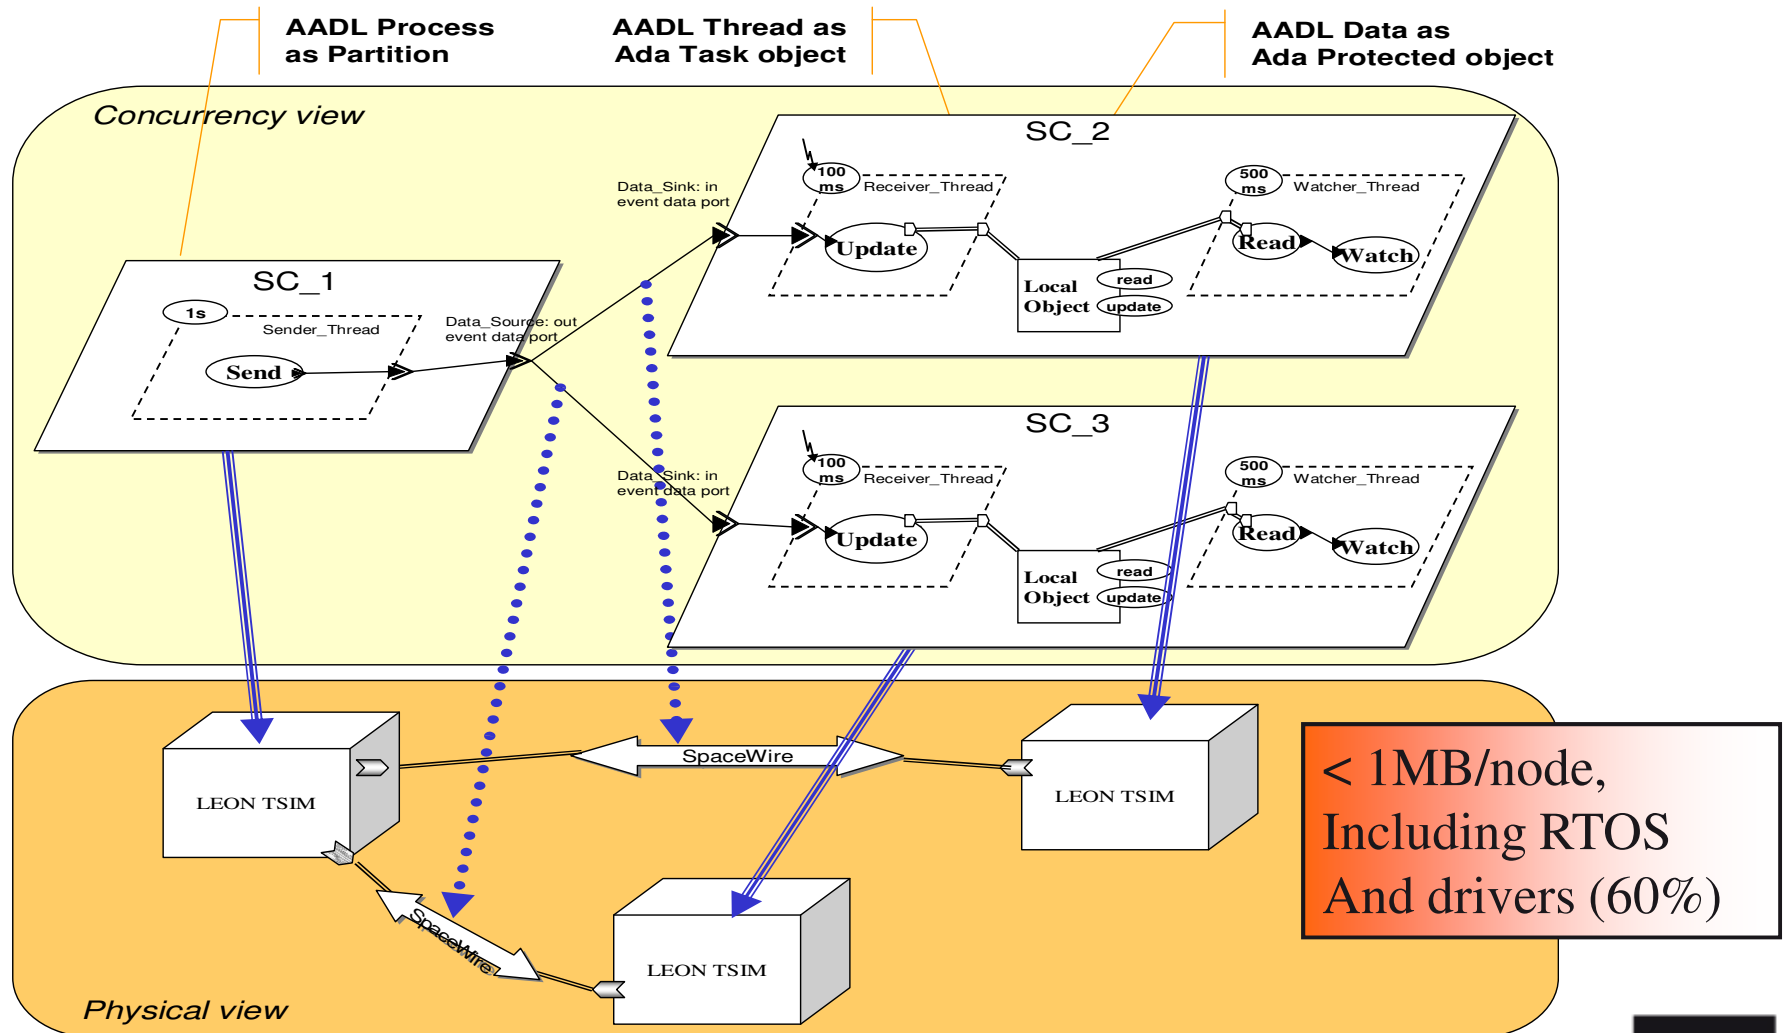 AADL Process
as Partition
AADL Thread as
Ada Task object
AADL Data as
Ada Protected object
Concurrency view
SC_2
100
ms
Receiver_Thread
500
ms
Watcher_Thread
Data_Sink: in
event data port
Update
Read
Watch
Local
Object
read
update
SC_1
1s
Sender_Thread
Data_Source: out
event data port
Send
SC_3
100
ms
Receiver_Thread
500
ms
Watcher_Thread
Data_Sink: in
event data port
Update
Read
Watch
Local
Object
read
update
SpaceWire
LEON TSIM
LEON TSIM
< 1MB/node,
Including RTOS
And drivers (60%)
SpaceWire
LEON TSIM
Physical view